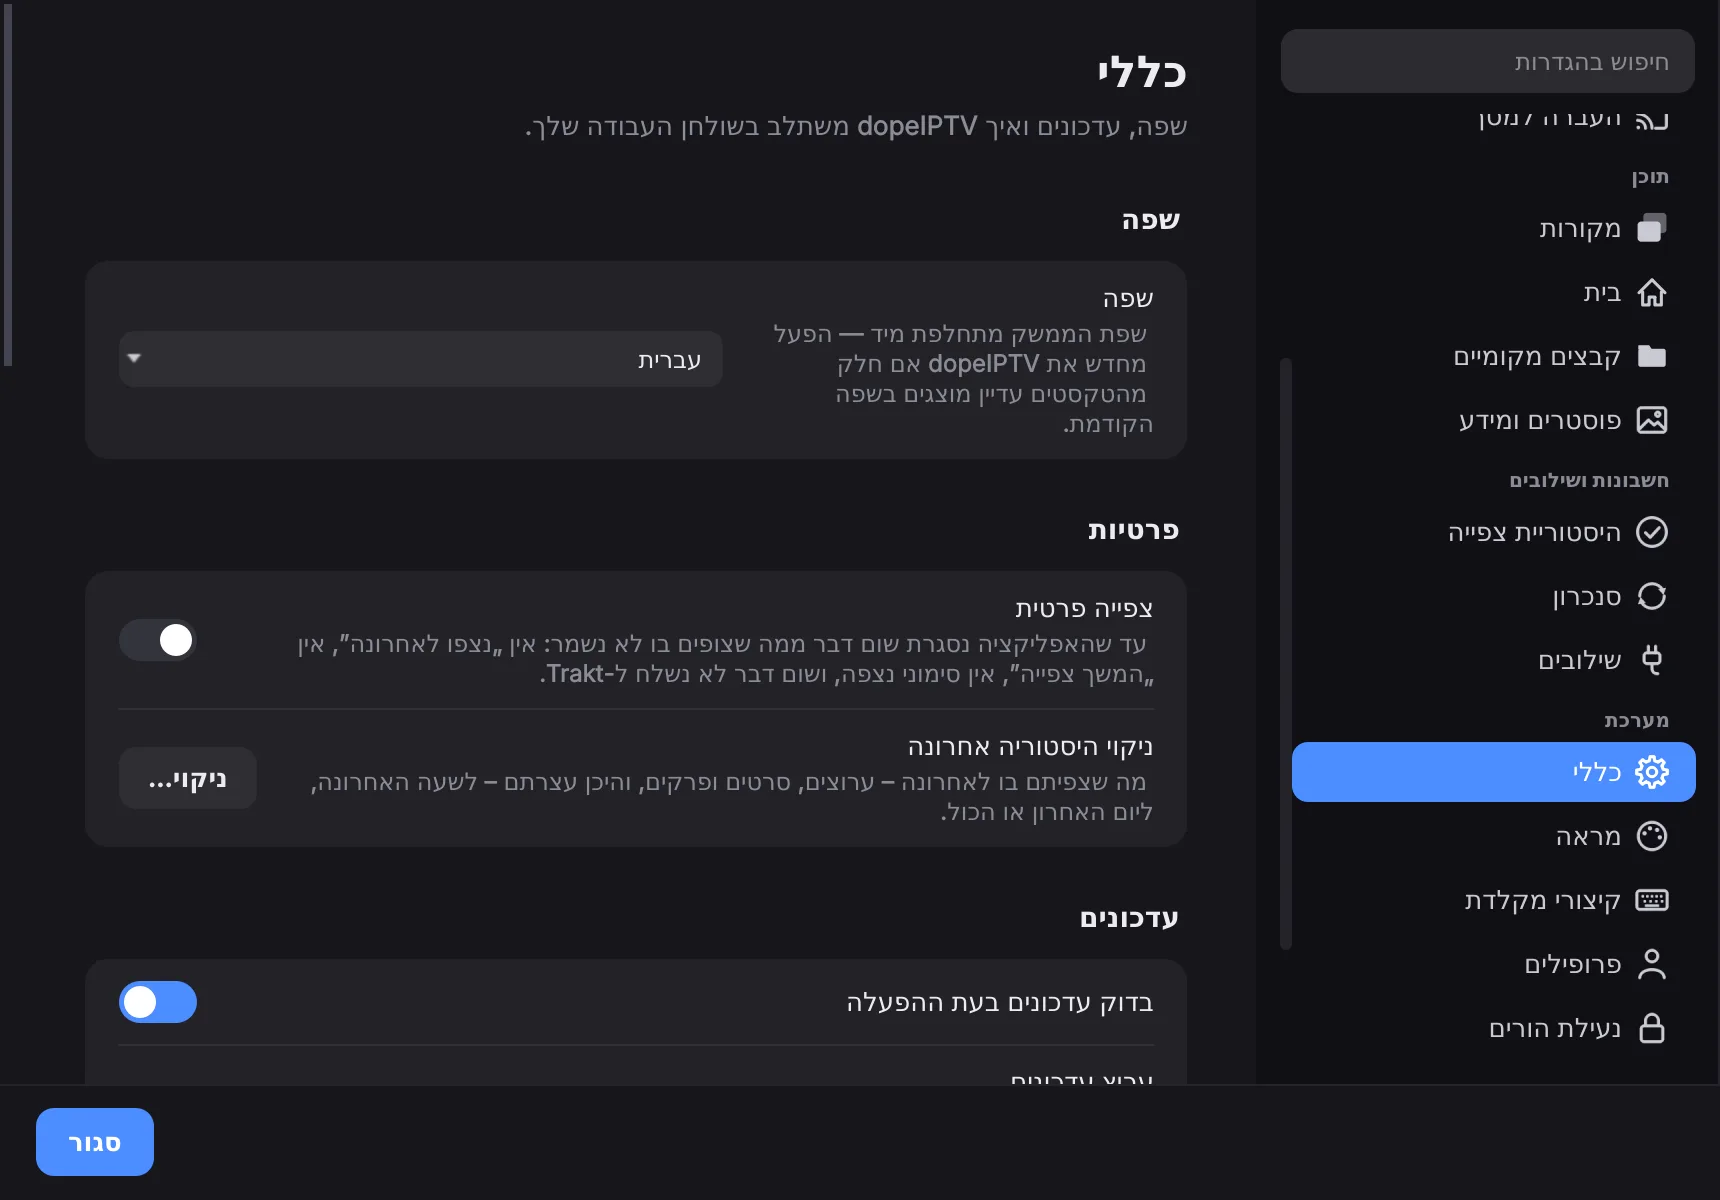 חיפוש בהגדרות
העברה למסך
תוכן
מקורות
בית
קבצים מקומיים
פוסטרים ומידע
חשבונות ושילובים
היסטוריית צפייה
סנכרון
שילובים
מערכת
כללי
מראה
קיצורי מקלדת
פרופילים
נעילת הורים
כללי
שפה, עדכונים ואיך dopeIPTV משתלב בשולחן העבודה שלך.
שפה
שפה
שפת הממשק מתחלפת מיד — הפעל
מחדש את dopeIPTV אם חלק
מהטקסטים עדיין מוצגים בשפה
הקודמת.
עברית
פרטיות
צפייה פרטית
עד שהאפליקציה נסגרת שום דבר ממה שצופים בו לא נשמר: אין „נצפו לאחרונה”, אין
„המשך צפייה”, אין סימוני נצפה, ושום דבר לא נשלח ל-Trakt.
ניקוי היסטוריה אחרונה
מה שצפיתם בו לאחרונה – ערוצים, סרטים ופרקים, והיכן עצרתם – לשעה האחרונה,
ליום האחרון או הכול.
ניקוי...
עדכונים
בדוק עדכונים בעת ההפעלה
ערוץ עדכונים
סגור